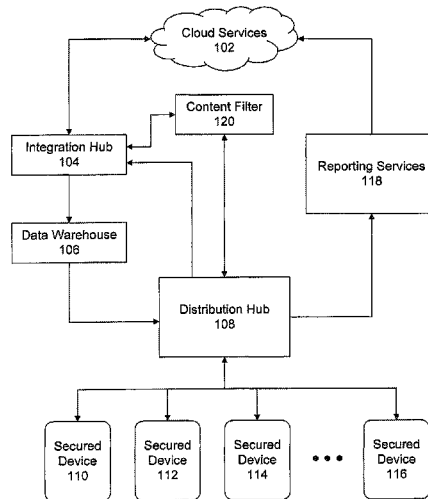 Cloud Services
102
Content Filter
120
Integration Hub
104
Reporting Services
118
Data Warehouse
106
Distribution Hub
108
Secured
Device
110
Secured
Device
112
Secured
Device
114
Secured
Device
116